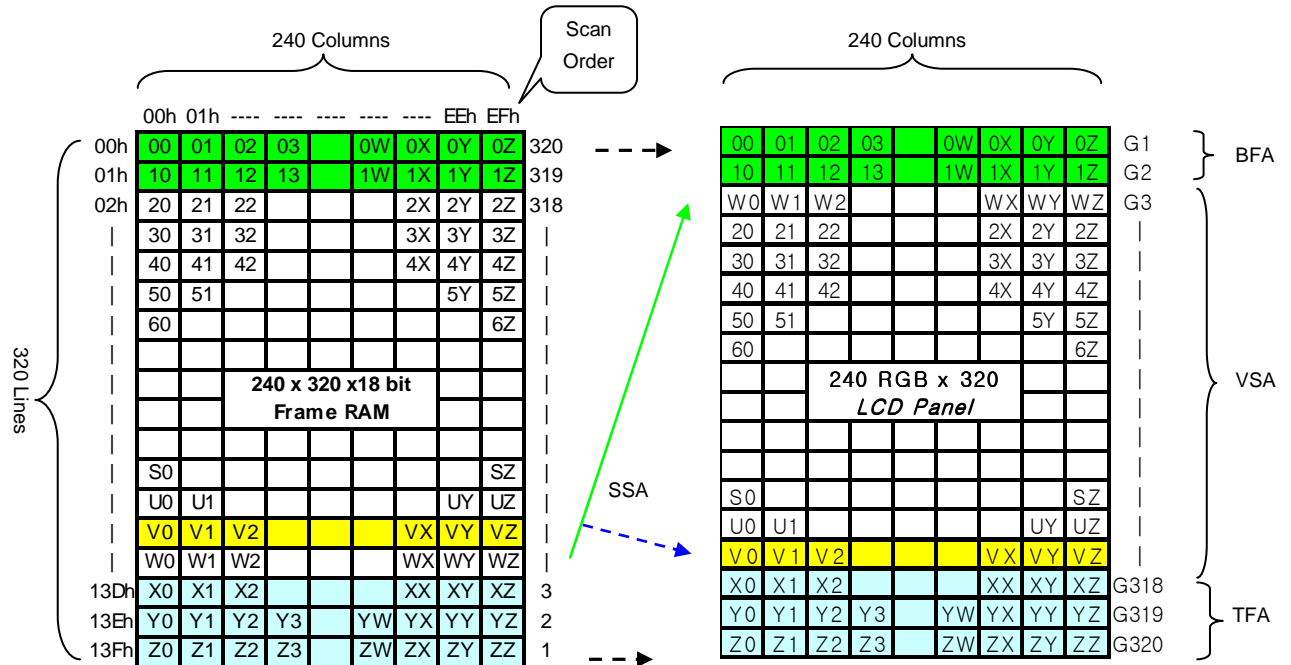 240 Columns
Scan
Order
240 Columns
00h 01h ---- ---- ---- ---- ---- EEh EFh
00h 00 01 02 03 0W 0X 0Y 0Z 320
01h 10 11 12 13 1W 1X 1Y 1Z 319
02h 20 21 22 2X 2Y 2Z 318
30 31 32 3X 3Y 3Z
40 41 42 4X 4Y 4Z
50 51 5Y 5Z
60 6Z
240 x 320 x18 bit
Frame RAM
320 Lines
S0 SZ
U0 U1 UY UZ
V0 V1 V2 VX VY VZ
W0 W1 W2 WX WY WZ
13Dh X0 X1 X2 XX XY XZ 3
13Eh Y0 Y1 Y2 Y3 YW YX YY YZ 2
13Fh Z0 Z1 Z2 Z3 ZW ZX ZY ZZ 1
SSA
00 01 02 03 0W 0X 0Y 0Z G1
10 11 12 13 1W 1X 1Y 1Z G2
BFA
W0 W1 W2 WX WY WZ G3
20 21 22 2X 2Y 2Z
30 31 32 3X 3Y 3Z
40 41 42 4X 4Y 4Z
50 51 5Y 5Z
60 6Z
240 RGB x 320
LCD Panel
VSA
S0 SZ
U0 U1 UY UZ
V0 V1 V2 VX VY VZ
X0 X1 X2 XX XY XZ G318
Y0 Y1 Y2 Y3 YW YX YY YZ G319
TFA
Z0 Z1 Z2 Z3 ZW ZX ZY ZZ G320